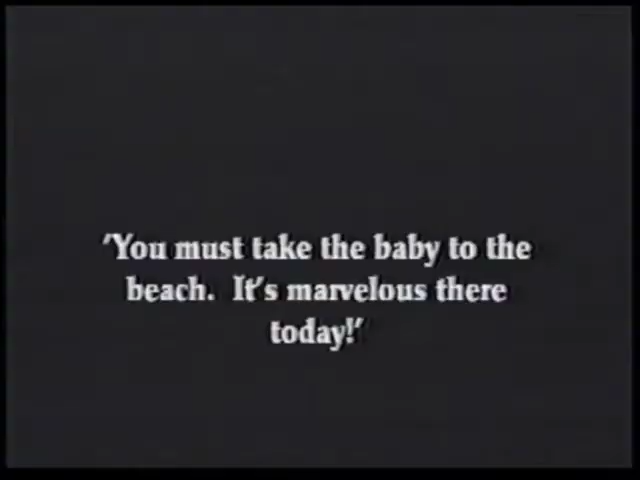 'You must take the baby to the
beach.  It's marvelous there
today!'